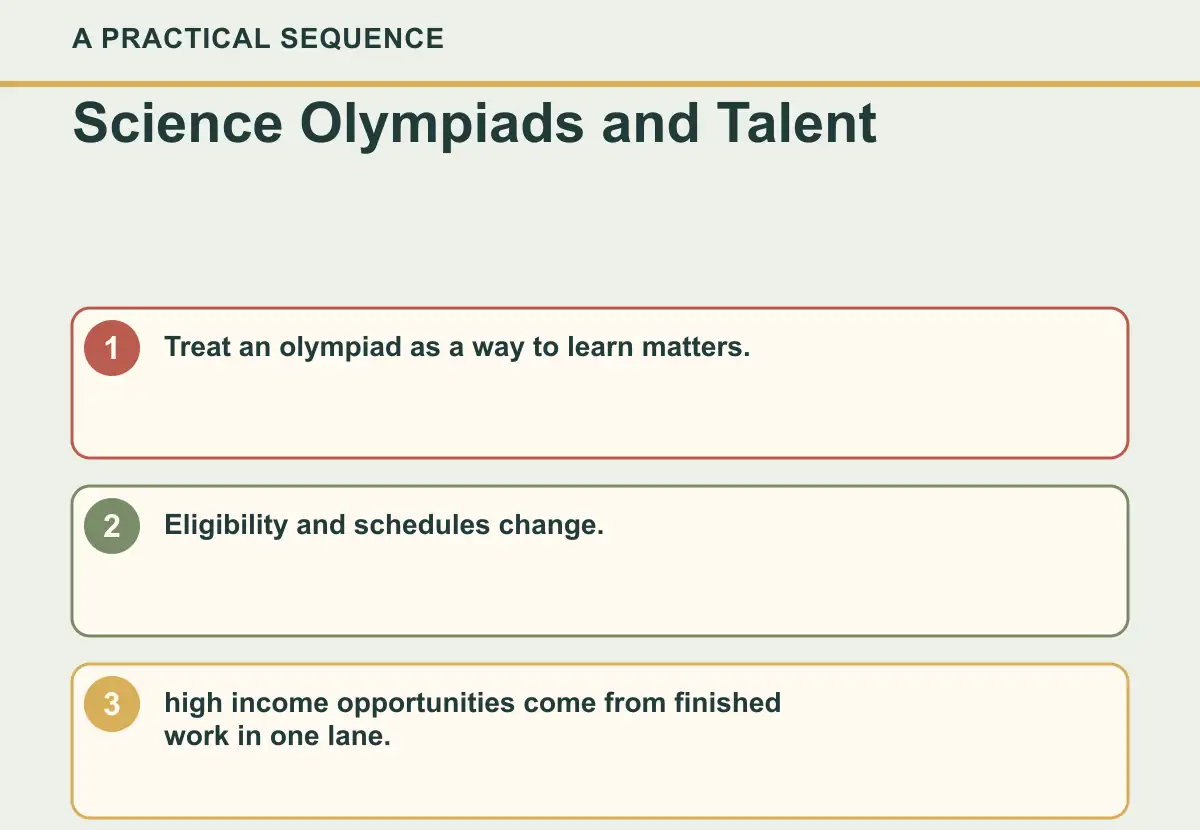 A PRACTICAL SEQUENCE
Science Olympiads and Talent
1
Treat an olympiad as a way to learn matters.
2
Eligibility and schedules change.
3
high income opportunities come from finished
work in one lane.